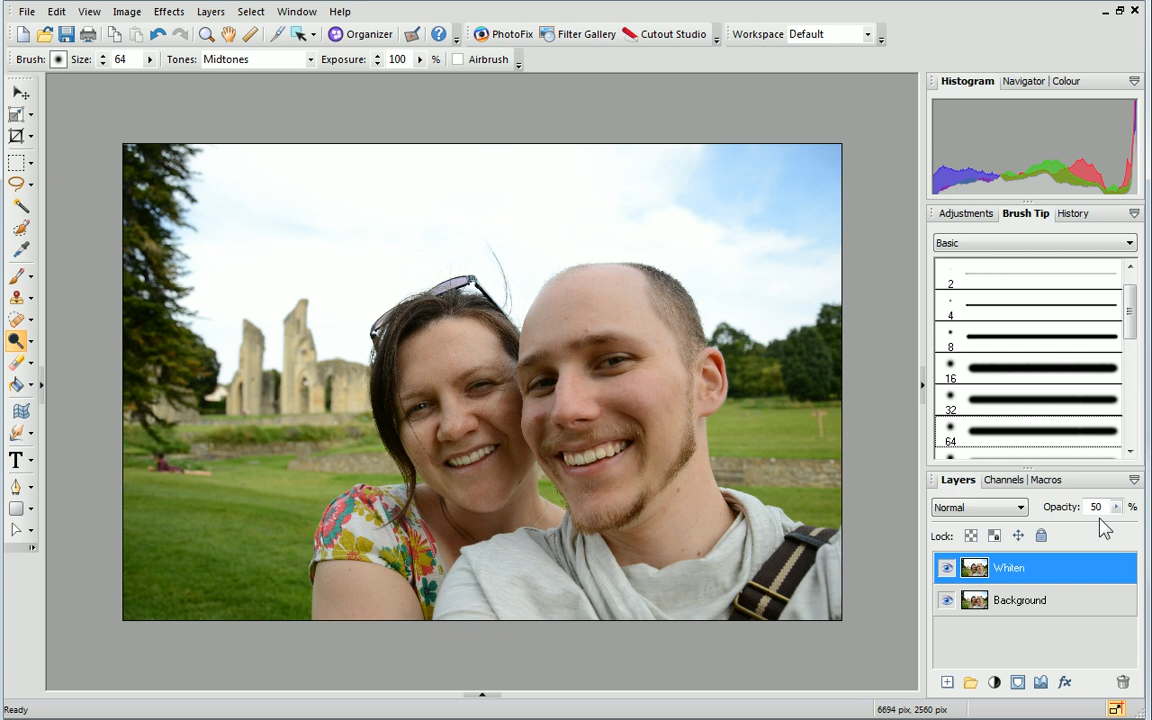 File Edit View Image Effects Layers Select Window Help
Organizer PhotoFix Filter Gallery Cutout Studio Workspace Default
Brush: Size: 64 Tones: Midtones Exposure: 100 % Airbrush
Histogram Navigator Colour
Adjustments Brush Tip History
Basic
2
4
8
16
32
64
Layers Channels Macros
Normal Opacity: 50 %
Lock:
Whiten
Background
Ready 6694 pix, 2560 pix